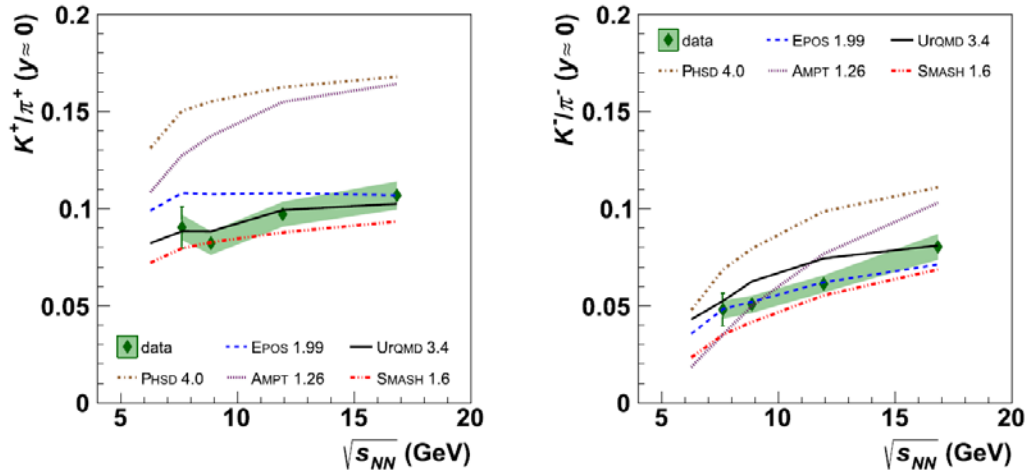 K⁺/π⁺ (y≈ 0)
0.2
0.15
0.1
0.05
0
data EPOS 1.99 URQMD 3.4
PHSD 4.0 AMPT 1.26 SMASH 1.6
5 10 15 20
√s_NN (GeV)
K⁻/π⁻ (y≈ 0)
0.2
0.15
0.1
0.05
0
data EPOS 1.99 URQMD 3.4
PHSD 4.0 AMPT 1.26 SMASH 1.6
5 10 15 20
√s_NN (GeV)